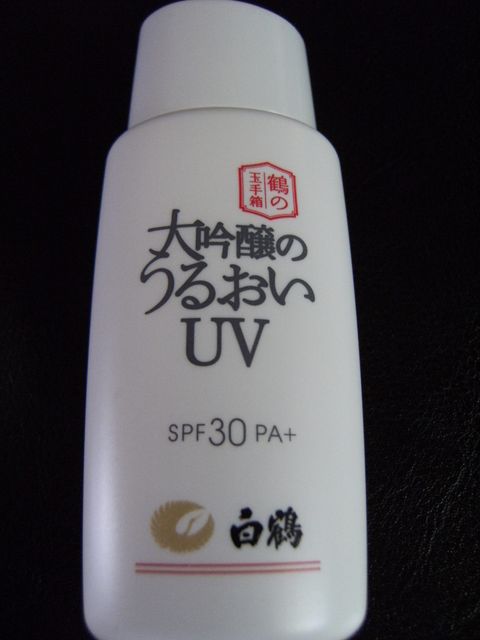 鶴の
玉手箱
大吟醸の
うるおい
UV
SPF30 PA+
白鶴